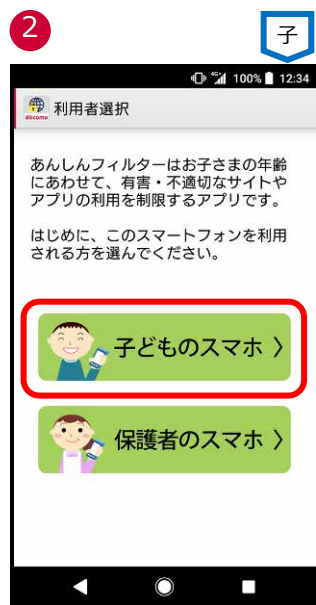 2
子
4G+ 100% 12:34
docomo
利用者選択
あんしんフィルターはお子さまの年齢
にあわせて、有害・不適切なサイトや
アプリの利用を制限するアプリです。
はじめに、このスマートフォンを利用
される方を選んでください。
子どものスマホ 〉
保護者のスマホ 〉